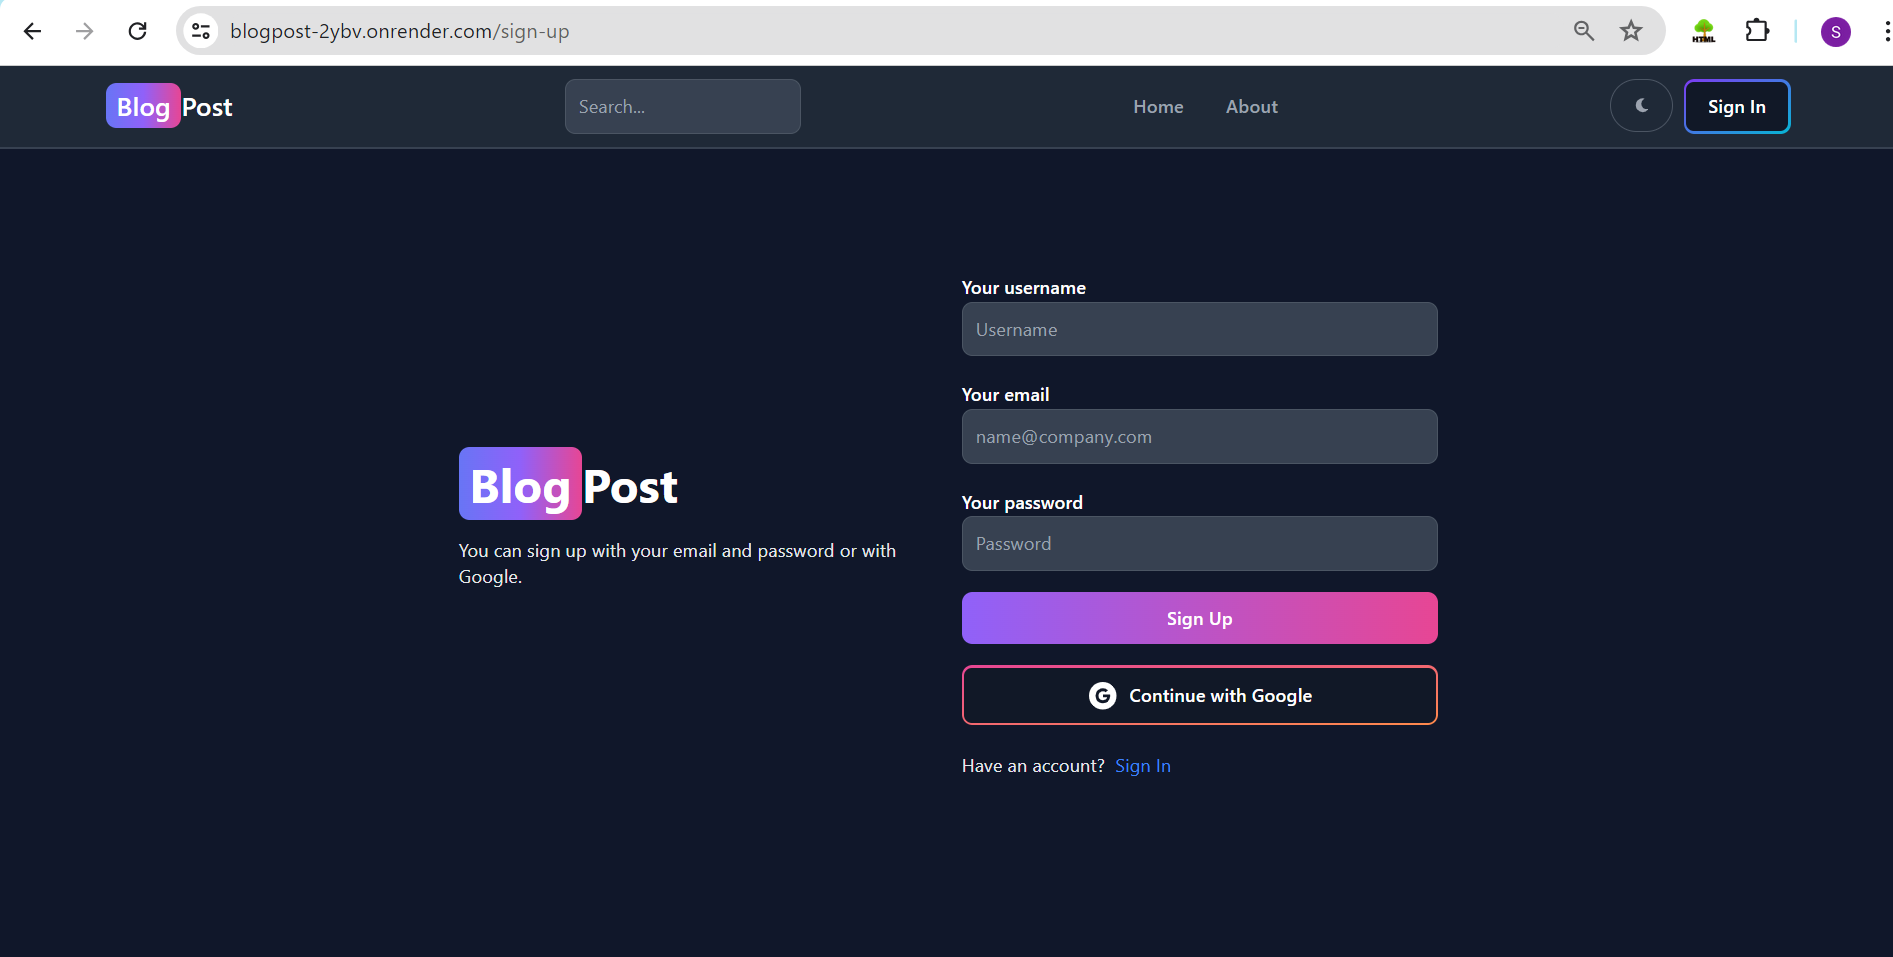 blogpost-2ybv.onrender.com/sign-up
HTML
S
Blog Post
Search...
Home
About
Sign In
Your username
Username
Your email
name@company.com
Blog Post
You can sign up with your email and password or with
Google.
Your password
Password
Sign Up
G Continue with Google
Have an account? Sign In